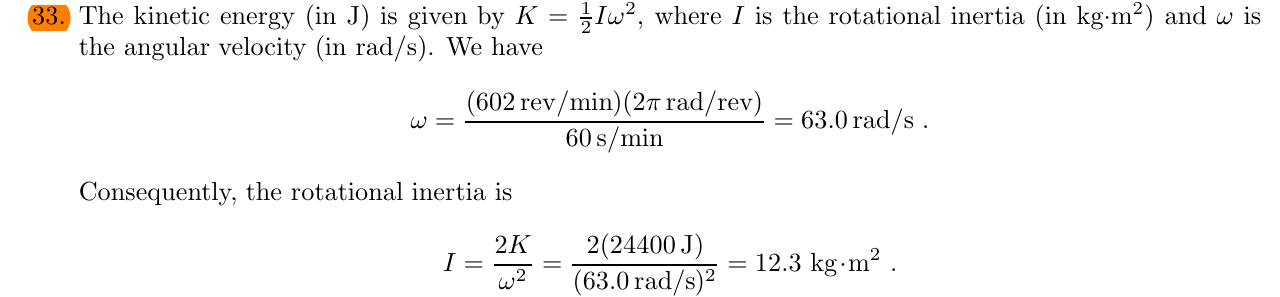 33. The kinetic energy (in J) is given by K = ½Iω², where I is the rotational inertia (in kg·m²) and ω is
the angular velocity (in rad/s). We have
ω = (602 rev/min)(2π rad/rev) / 60 s/min = 63.0 rad/s .
Consequently, the rotational inertia is
I = 2K / ω² = 2(24400 J) / (63.0 rad/s)² = 12.3 kg·m² .